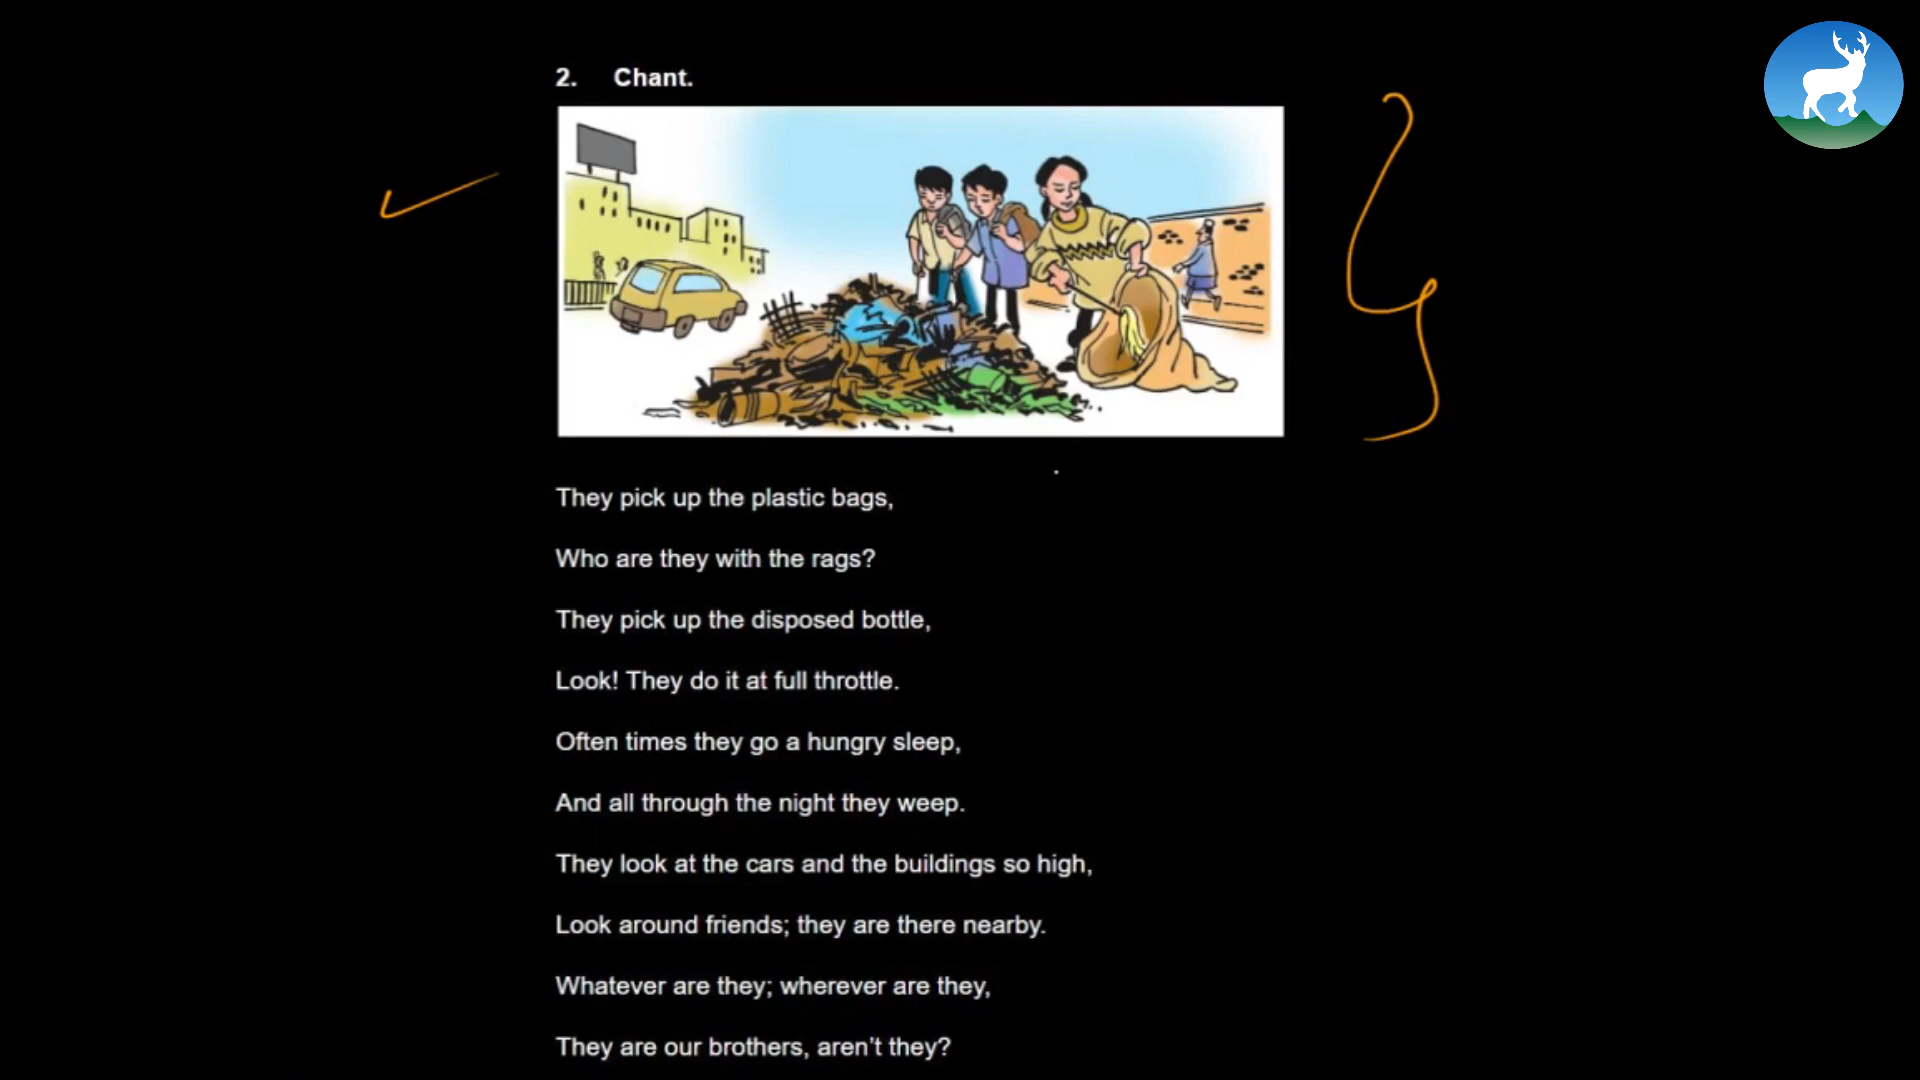 2. Chant.
They pick up the plastic bags,
Who are they with the rags?
They pick up the disposed bottle,
Look! They do it at full throttle.
Often times they go a hungry sleep,
And all through the night they weep.
They look at the cars and the buildings so high,
Look around friends; they are there nearby.
Whatever are they; wherever are they,
They are our brothers, aren't they?